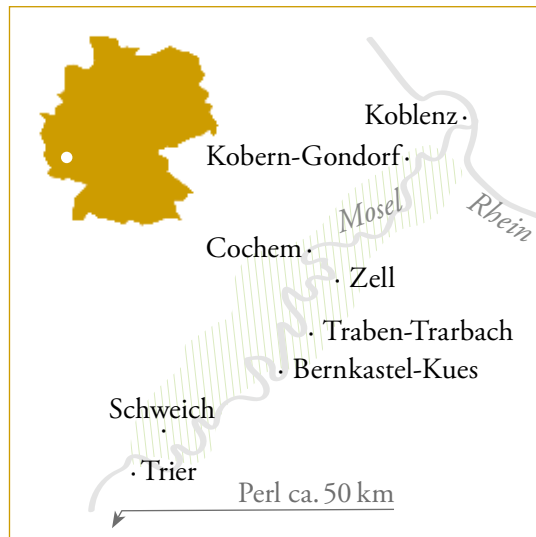 Koblenz
Kobern-Gondorf
Mosel
Rhein
Cochem
Zell
Traben-Trarbach
Bernkastel-Kues
Schweich
Trier
Perl ca. 50 km